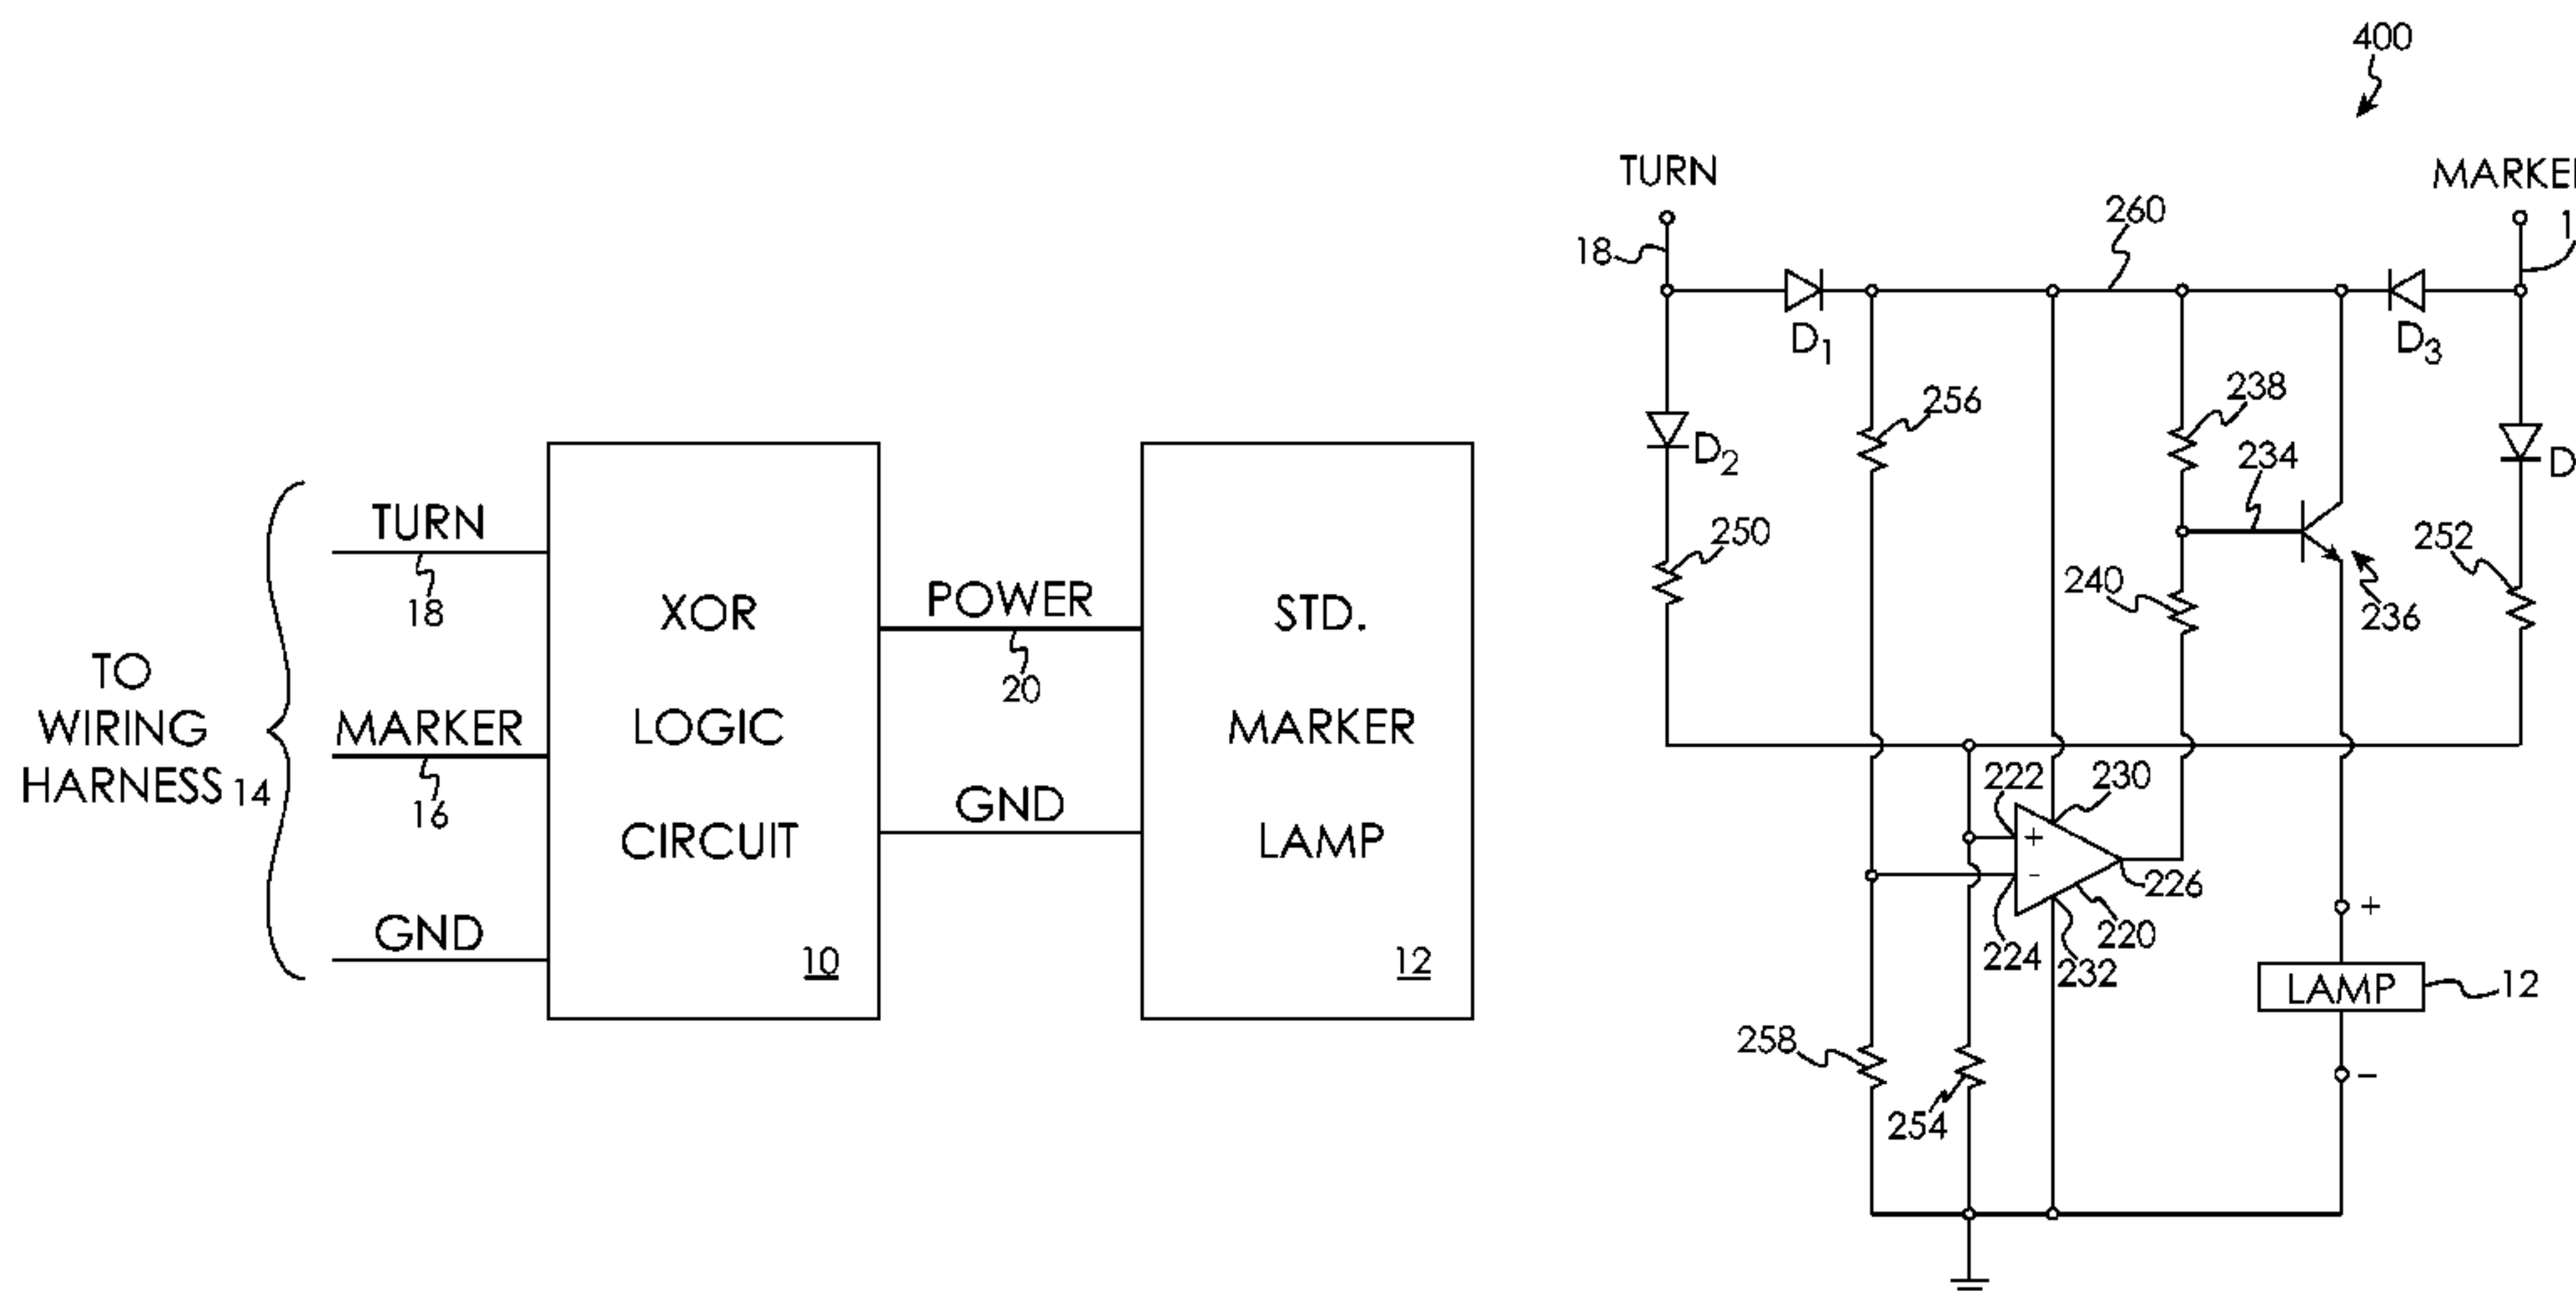 TO
WIRING
HARNESS 14
TURN
18
MARKER
16
GND
XOR
LOGIC
CIRCUIT
10
POWER
20
GND
STD.
MARKER
LAMP
12
400
TURN
18
260
D1
D3
D2
256
238
234
250
240
236
252
222
230
+
-
226
224
220
232
258
254
+
LAMP
12
−